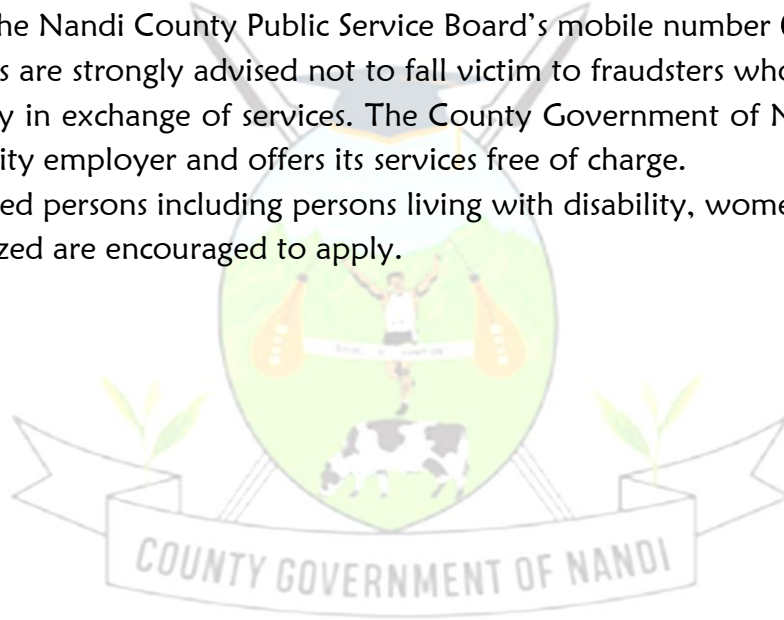 he Nandi County Public Service Board's mobile number
s are strongly advised not to fall victim to fraudsters who
y in exchange of services. The County Government of N
ity employer and offers its services free of charge.
ed persons including persons living with disability, wome
zed are encouraged to apply.
COUNTY GOVERNMENT OF NANDI